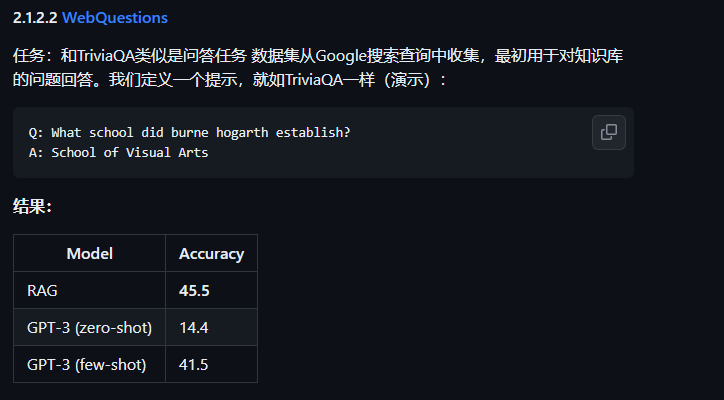 2.1.2.2 WebQuestions
任务：和TriviaQA类似是问答任务 数据集从Google搜索查询中收集，最初用于对知识库
的问题回答。我们定义一个提示，就如TriviaQA一样（演示）：
Q: What school did burne hogarth establish?
A: School of Visual Arts
结果：
Model Accuracy
RAG 45.5
GPT-3 (zero-shot) 14.4
GPT-3 (few-shot) 41.5